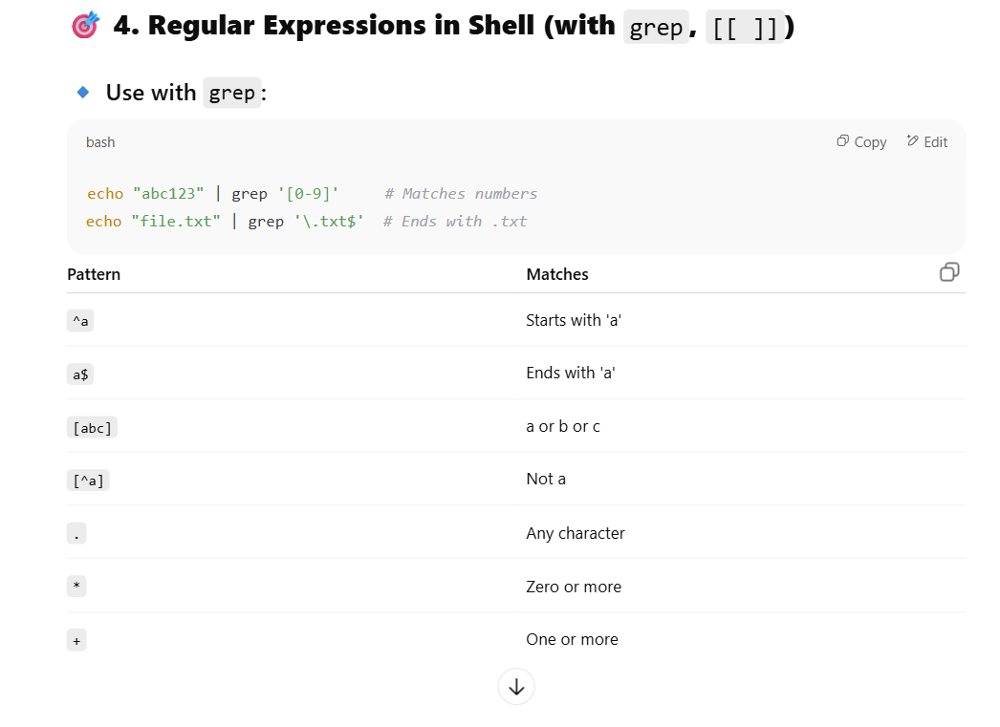 🎯 4. Regular Expressions in Shell (with grep, [[ ]])
🔹 Use with grep:
bash Copy Edit
echo "abc123" | grep '[0-9]'     # Matches numbers
echo "file.txt" | grep '\.txt$'  # Ends with .txt
Pattern Matches
^a Starts with 'a'
a$ Ends with 'a'
[abc] a or b or c
[^a] Not a
. Any character
* Zero or more
+ One or more